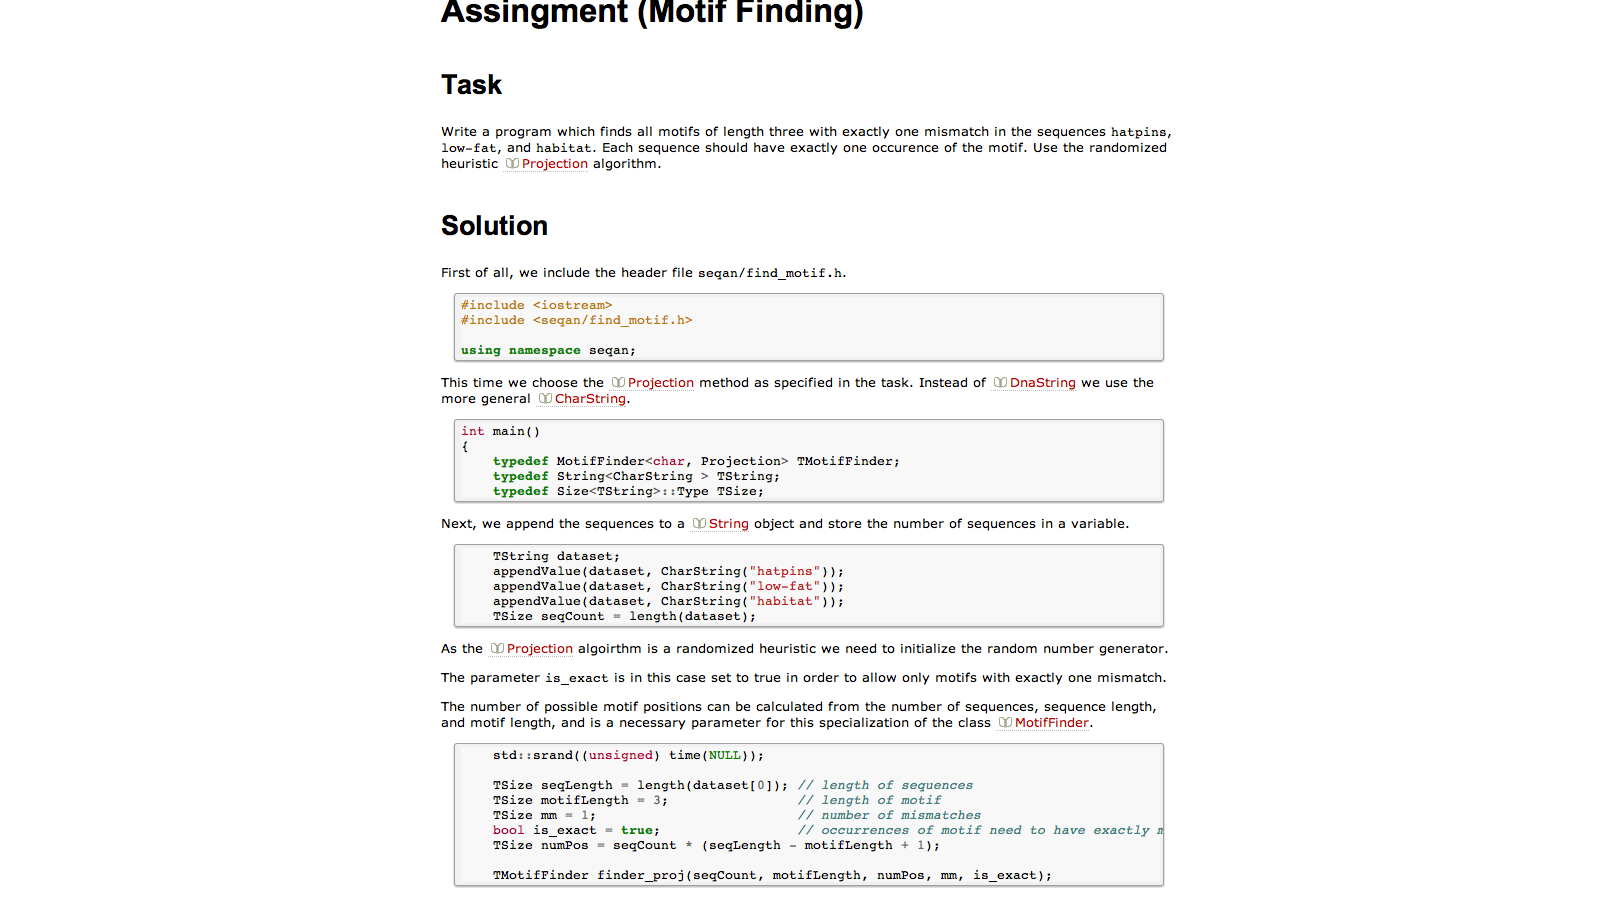 Assingment (Motif Finding)
Task
Write a program which finds all motifs of length three with exactly one mismatch in the sequences hatpins,
low-fat, and habitat. Each sequence should have exactly one occurence of the motif. Use the randomized
heuristic Projection algorithm.
Solution
First of all, we include the header file seqan/find_motif.h.
#include <iostream>
#include <seqan/find_motif.h>
using namespace seqan;
This time we choose the Projection method as specified in the task. Instead of DnaString we use the
more general CharString.
int main()
{
    typedef MotifFinder<char, Projection> TMotifFinder;
    typedef String<CharString > TString;
    typedef Size<TString>::Type TSize;
Next, we append the sequences to a String object and store the number of sequences in a variable.
    TString dataset;
    appendValue(dataset, CharString("hatpins"));
    appendValue(dataset, CharString("low-fat"));
    appendValue(dataset, CharString("habitat"));
    TSize seqCount = length(dataset);
As the Projection algoirthm is a randomized heuristic we need to initialize the random number generator.
The parameter is_exact is in this case set to true in order to allow only motifs with exactly one mismatch.
The number of possible motif positions can be calculated from the number of sequences, sequence length,
and motif length, and is a necessary parameter for this specialization of the class MotifFinder.
    std::srand((unsigned) time(NULL));
    TSize seqLength = length(dataset[0]); // length of sequences
    TSize motifLength = 3;                // length of motif
    TSize mm = 1;                         // number of mismatches
    bool is_exact = true;                 // occurrences of motif need to have exactly
    TSize numPos = seqCount * (seqLength - motifLength + 1);
    TMotifFinder finder_proj(seqCount, motifLength, numPos, mm, is_exact);